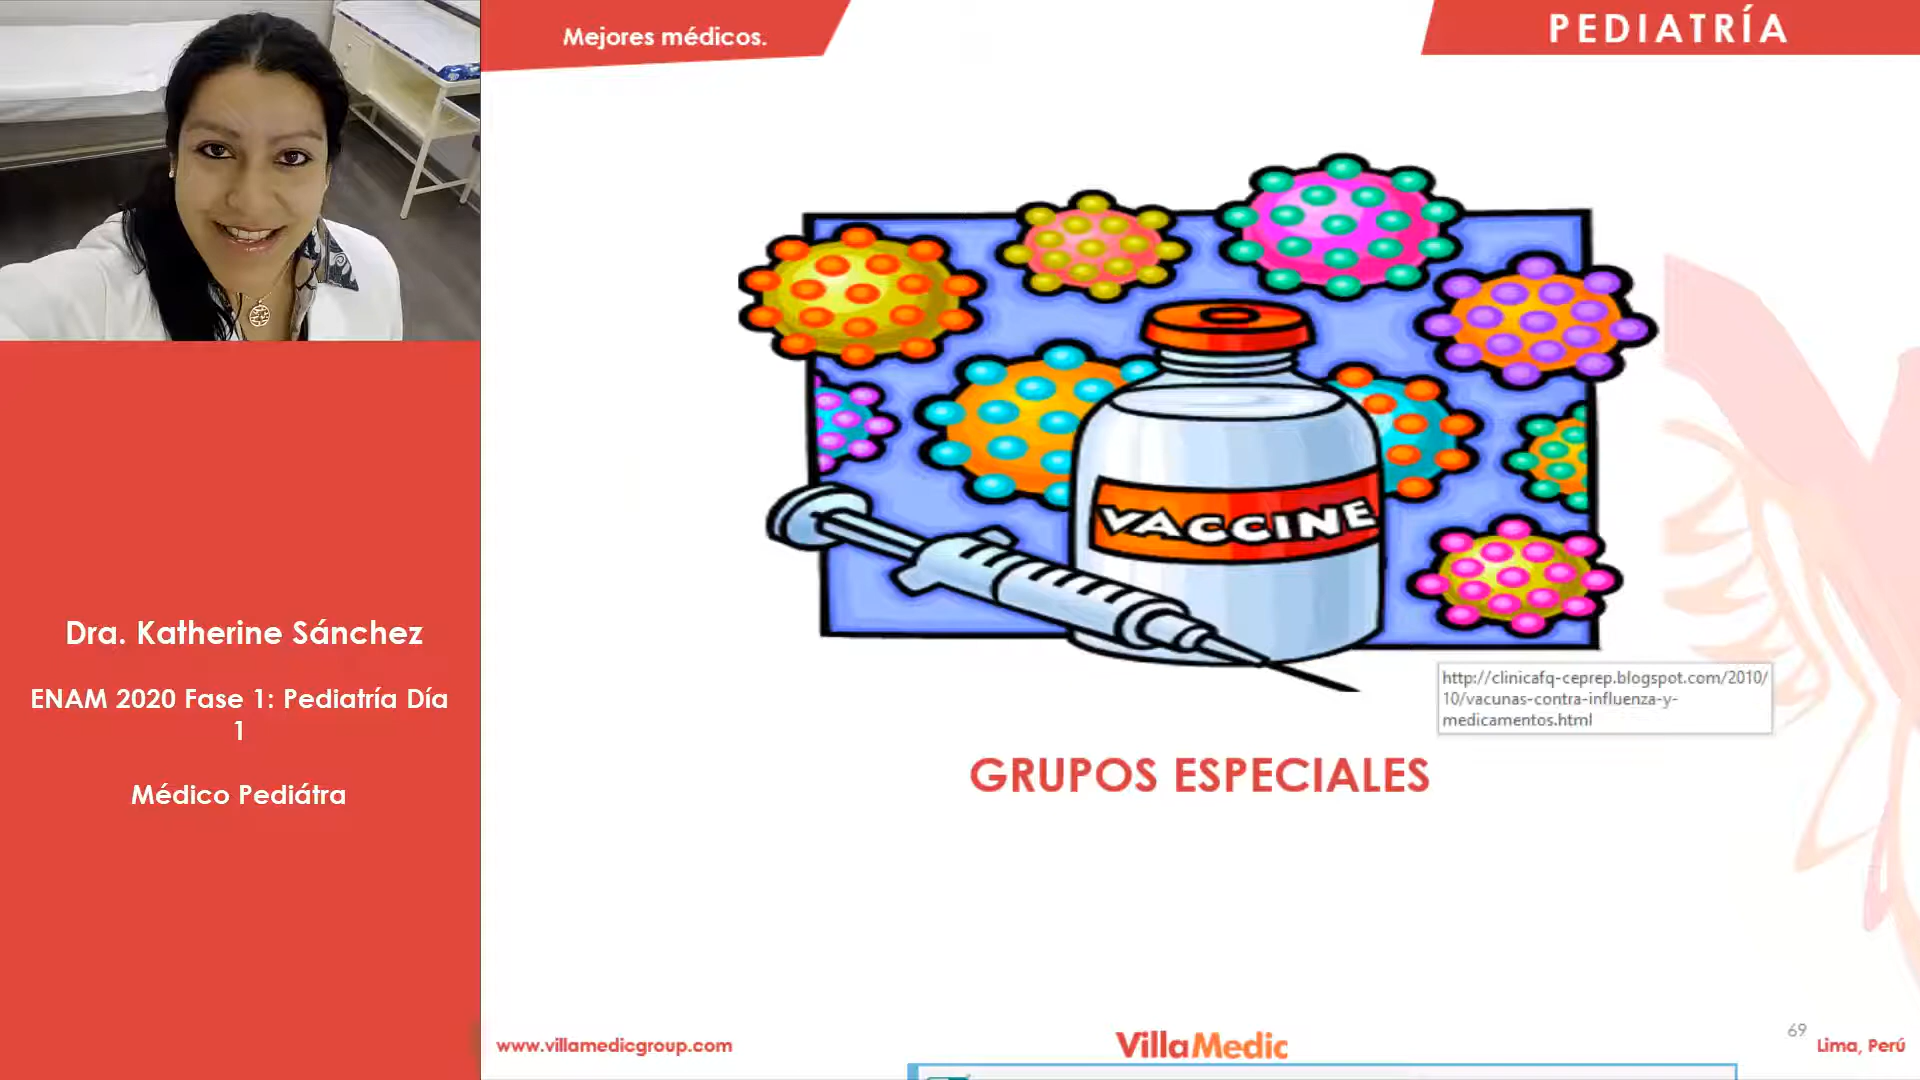 Mejores médicos.
PEDIATRÍA
VACCINE
http://clinicafq-ceprep.blogspot.com/2010/
10/vacunas-contra-influenza-y-
medicamentos.html
GRUPOS ESPECIALES
Dra. Katherine Sánchez
ENAM 2020 Fase 1: Pediatría Día
1
Médico Pediátra
www.villamedicgroup.com
VillaMedic
69
Lima, Perú